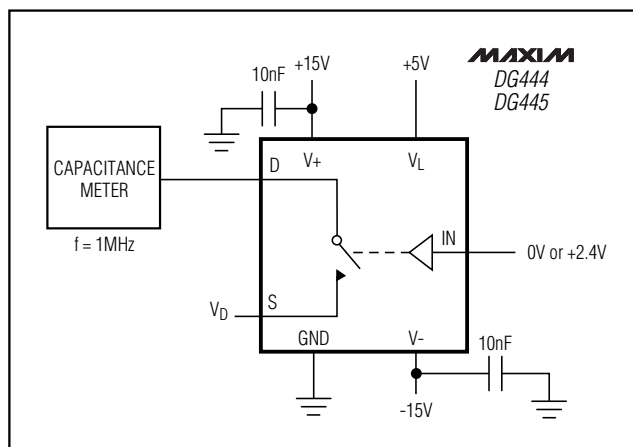 MAXIM
DG444
DG445
+15V
+5V
10nF
D
V+
VL
CAPACITANCE
METER
f = 1MHz
IN
0V or +2.4V
VD
S
GND
V-
10nF
-15V